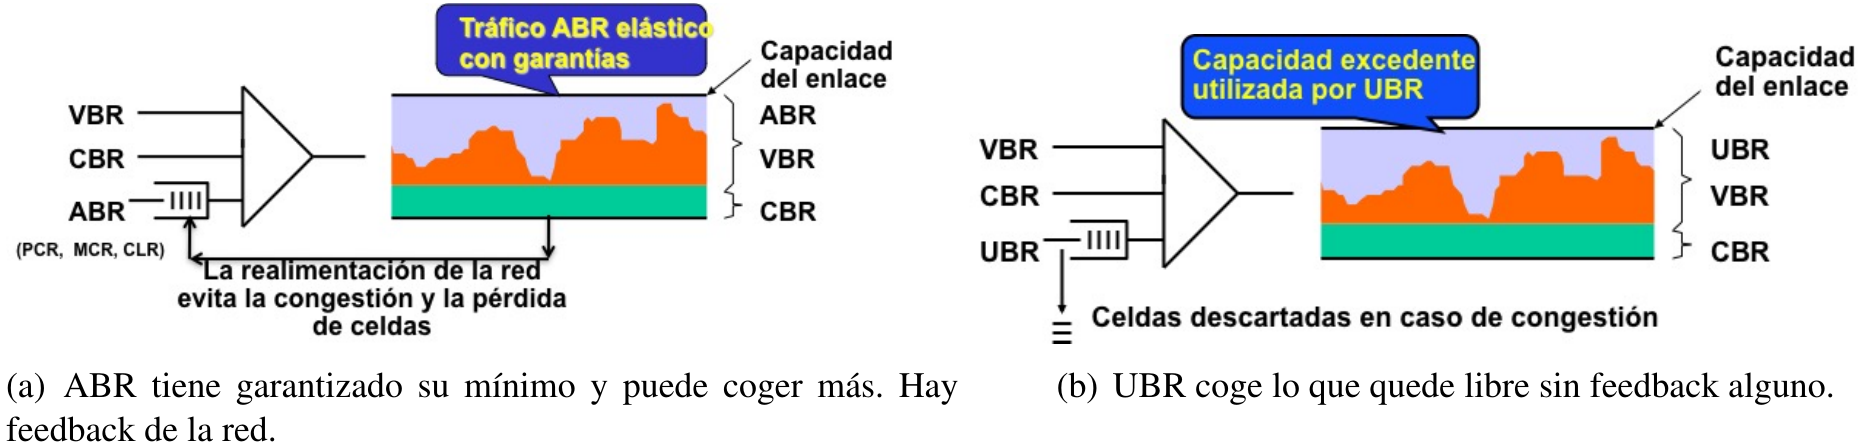 Tráfico ABR elástico
con garantías
Capacidad
del enlace
VBR
CBR
ABR
(PCR, MCR, CLR)
ABR
VBR
CBR
La realimentación de la red
evita la congestión y la pérdida
de celdas
(a) ABR tiene garantizado su mínimo y puede coger más. Hay
feedback de la red.
Capacidad excedente
utilizada por UBR
Capacidad
del enlace
VBR
CBR
UBR
UBR
VBR
CBR
Celdas descartadas en caso de congestión
(b) UBR coge lo que quede libre sin feedback alguno.